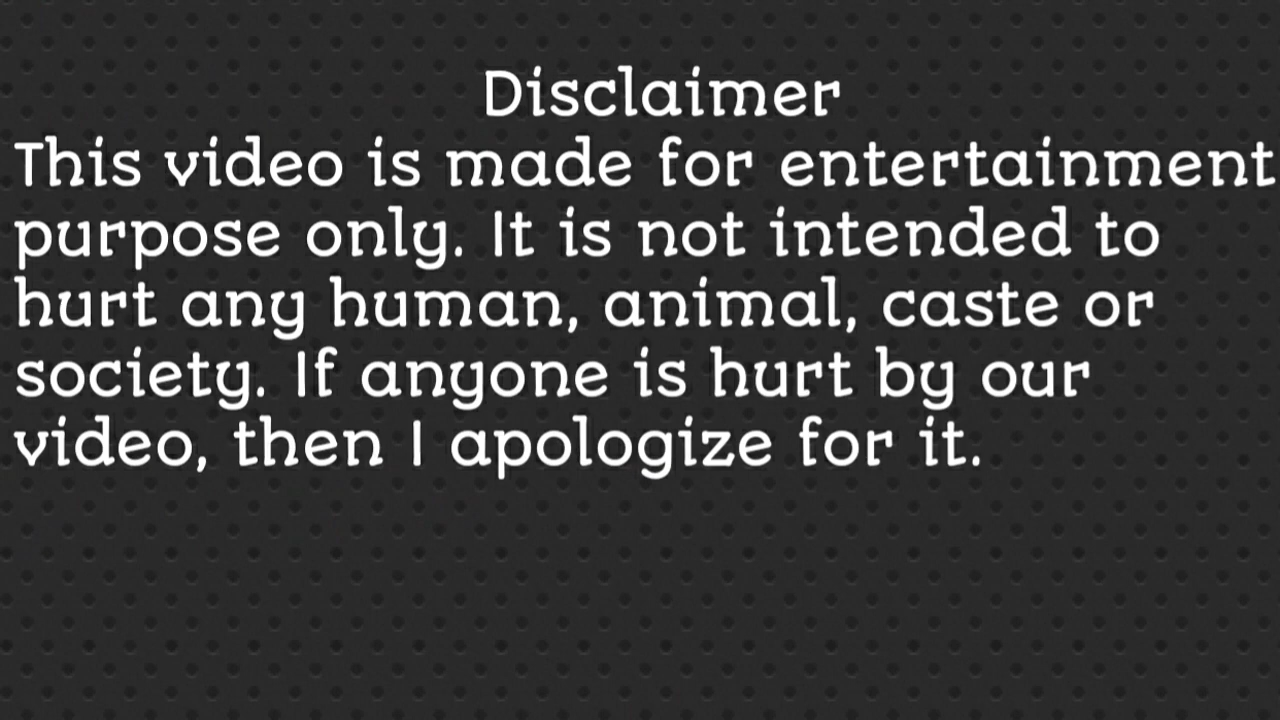 Disclaimer
This video is made for entertainment
purpose only. It is not intended to
hurt any human, animal, caste or
society. If anyone is hurt by our
video, then I apologize for it.